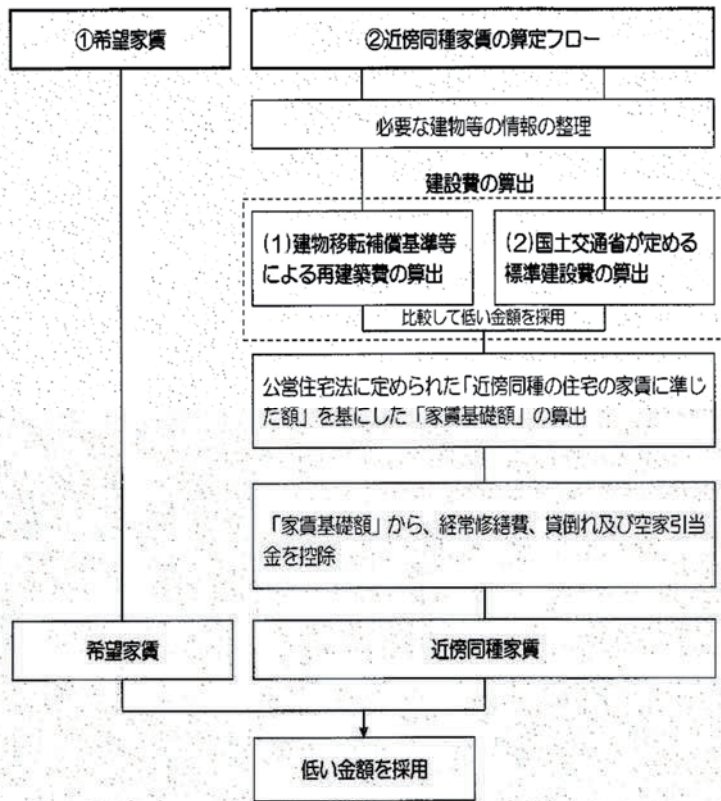 ①希望家賃
②近傍同種家賃の算定フロー
必要な建物等の情報の整理
建設費の算出
(1)建物移転補償基準等
による再建築費の算出
(2)国土交通省が定める
標準建設費の算出
比較して低い金額を採用
公営住宅法に定められた「近傍同種の住宅の家賃に準じ
た額」を基にした「家賃基礎額」の算出
「家賃基礎額」から、経常修繕費、貸倒れ及び空家引当
金を控除
希望家賃
近傍同種家賃
低い金額を採用